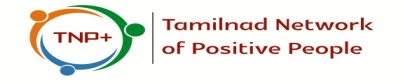 TNP+
Tamilnad Network
of Positive People